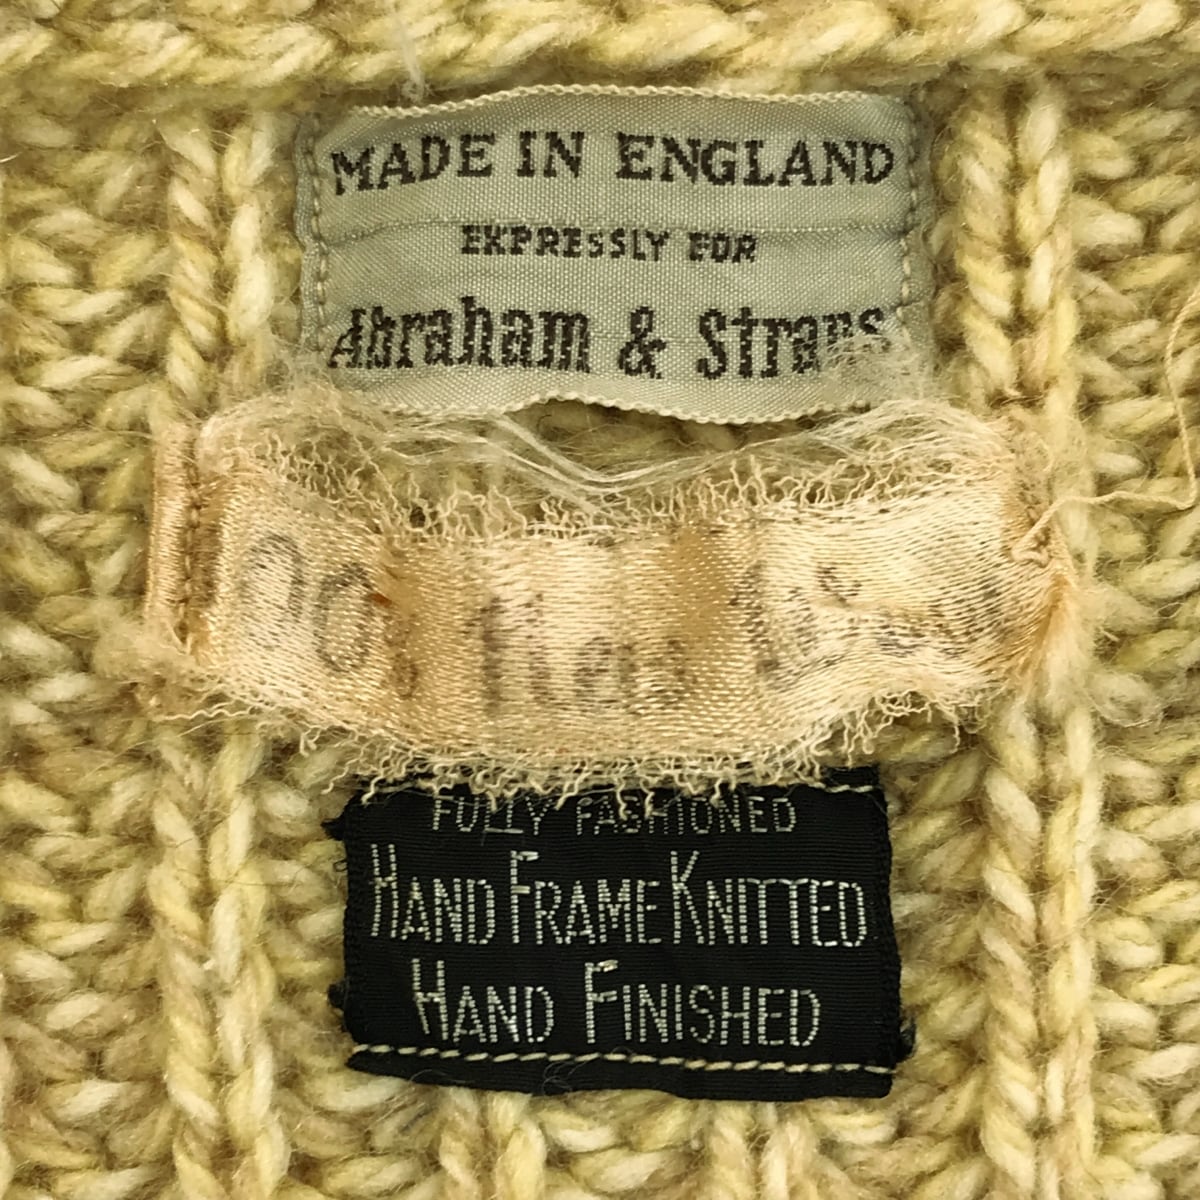 MADE IN ENGLAND
EXPRESSLY FOR
Abraham & Straus
FULLY FASHIONED
HAND FRAME KNITTED
HAND FINISHED